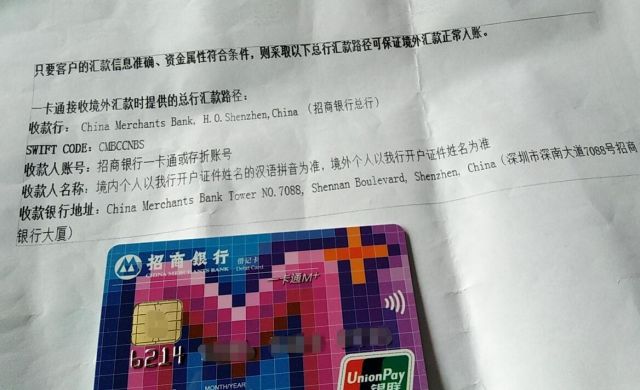 只要客户的汇款信息准确、资金属性符合条件，则采取以下总行汇款路径可保证境外汇款正常入账。
一卡通接收境外汇款时提供的总行汇款路径：
收款行： China Merchants Bank, H.O.Shenzhen,China (招商银行总行)
SWIFT CODE: CMBCCNBS
收款人账号：招商银行一卡通或存折账号
收款人名称：境内个人以我行开户证件姓名的汉语拼音为准，境外个人以我行开户证件姓名为准
收款银行地址：China Merchants Bank Tower NO.7088, Shennan Boulevard, Shenzhen, China (深圳市深南大道7088号招商
银行大厦)
招商银行 借记卡
CHINA MERCHANTS BANK Debit Card
一卡通M+
6214
MONTH/YEAR
UnionPay
银联